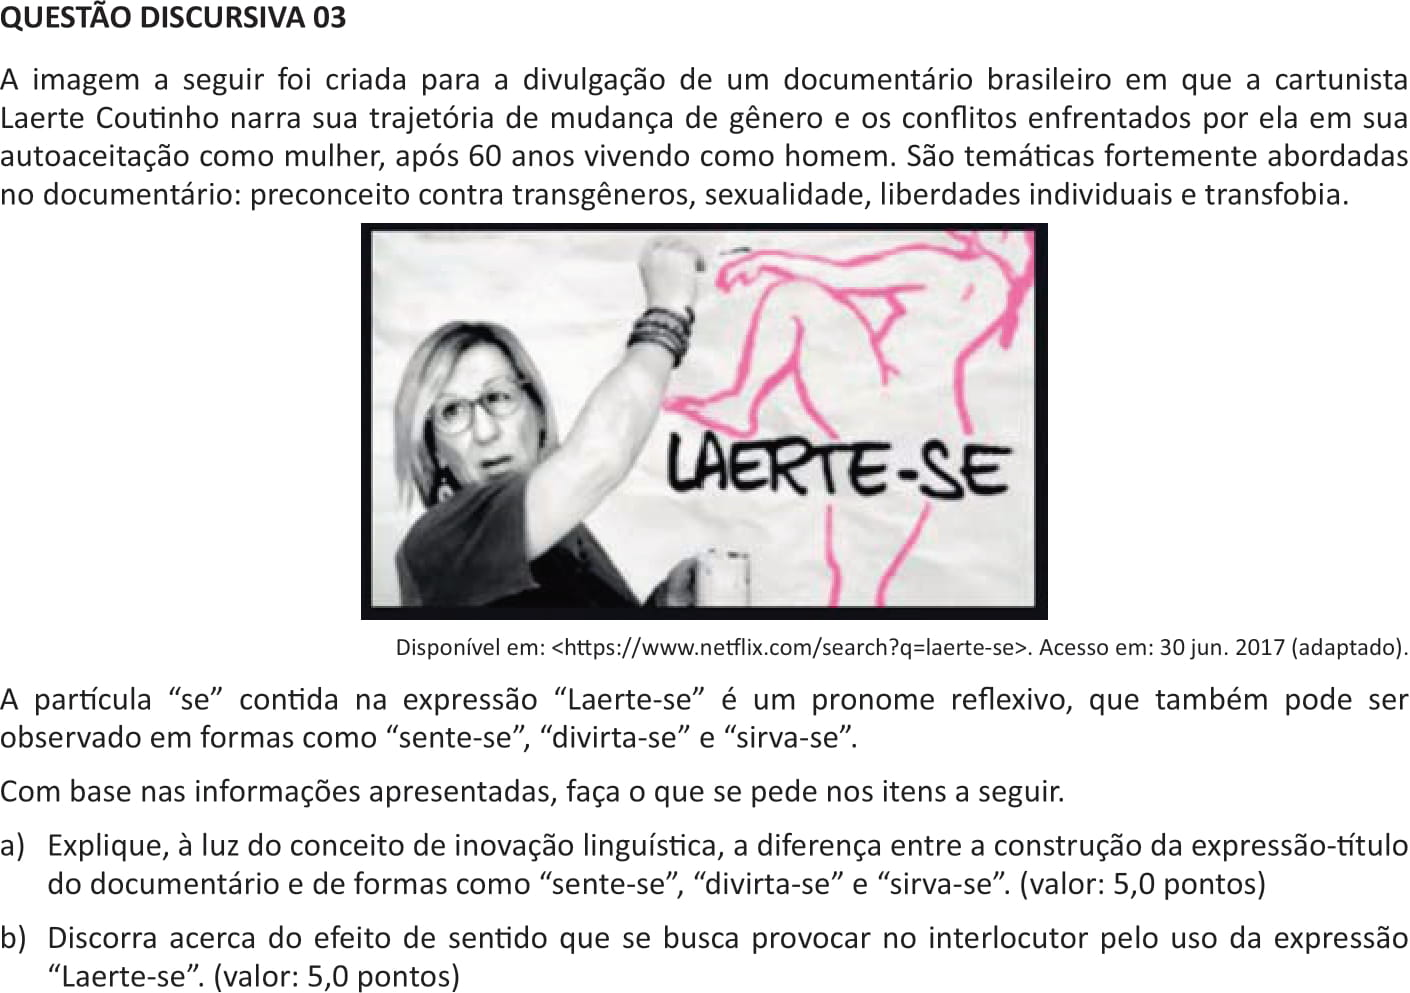 QUESTÃO DISCURSIVA 03
A imagem a seguir foi criada para a divulgação de um documentário brasileiro em que a cartunista
Laerte Coutinho narra sua trajetória de mudança de gênero e os conflitos enfrentados por ela em sua
autoaceitação como mulher, após 60 anos vivendo como homem. São temáticas fortemente abordadas
no documentário: preconceito contra transgêneros, sexualidade, liberdades individuais e transfobia.
LAERTE-SE
Disponível em: <https://www.netflix.com/search?q=laerte-se>. Acesso em: 30 jun. 2017 (adaptado).
A partícula “se” contida na expressão “Laerte-se” é um pronome reflexivo, que também pode ser
observado em formas como “sente-se”, “divirta-se” e “sirva-se”.
Com base nas informações apresentadas, faça o que se pede nos itens a seguir.
a) Explique, à luz do conceito de inovação linguística, a diferença entre a construção da expressão-título
do documentário e de formas como “sente-se”, “divirta-se” e “sirva-se”. (valor: 5,0 pontos)
b) Discorra acerca do efeito de sentido que se busca provocar no interlocutor pelo uso da expressão
“Laerte-se”. (valor: 5,0 pontos)